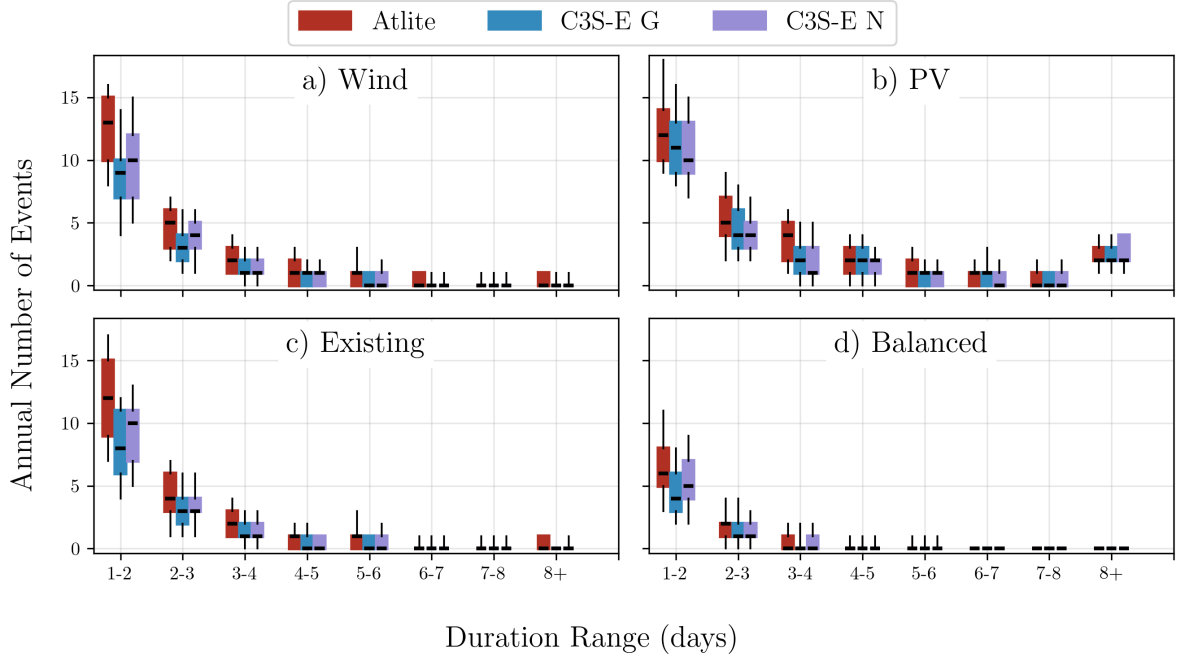 Atlite C3S-E G C3S-E N
a) Wind
b) PV
15
10
5
0
c) Existing
d) Balanced
15
10
5
0
Annual Number of Events
1-2 2-3 3-4 4-5 5-6 6-7 7-8 8+
1-2 2-3 3-4 4-5 5-6 6-7 7-8 8+
Duration Range (days)